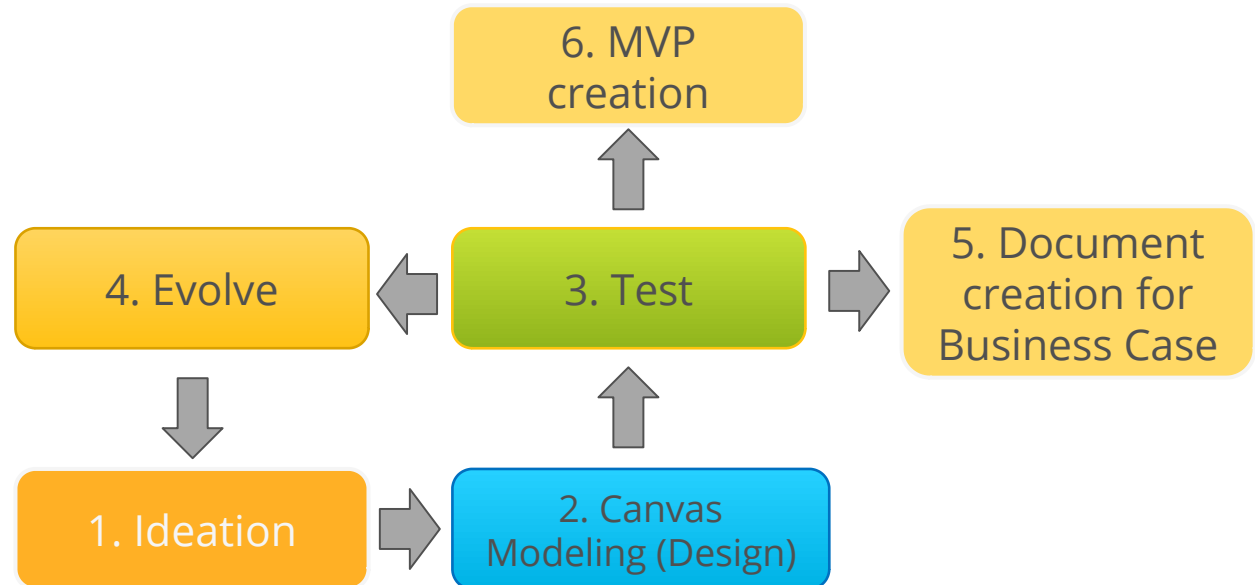 6. MVP
creation
4. Evolve
3. Test
5. Document
creation for
Business Case
1. Ideation
2. Canvas
Modeling (Design)